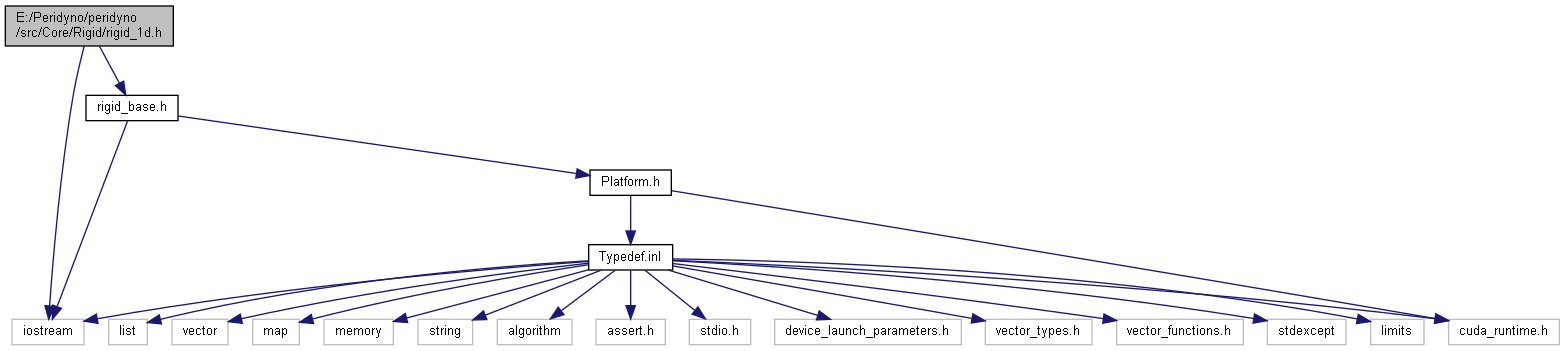 E:/Peridyno/peridyno
/src/Core/Rigid/rigid_1d.h
rigid_base.h
Platform.h
Typedef.inl
iostream
list
vector
map
memory
string
algorithm
assert.h
stdio.h
device_launch_parameters.h
vector_types.h
vector_functions.h
stdexcept
limits
cuda_runtime.h